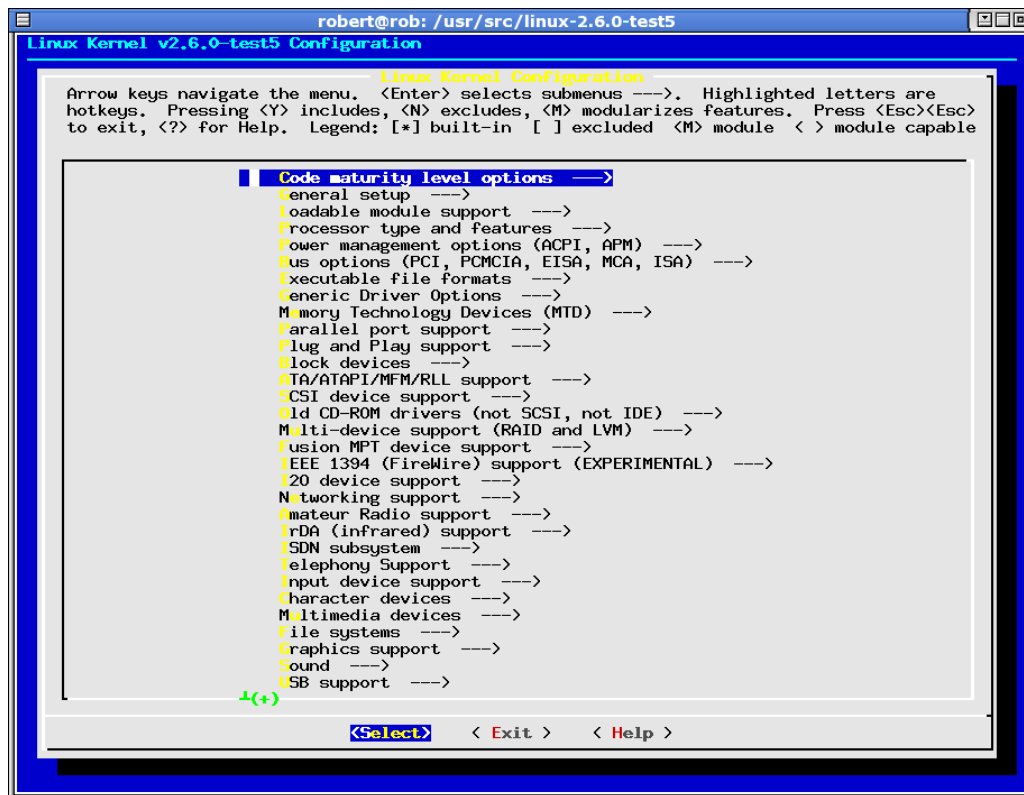 robert@rob: /usr/src/linux-2.6.0-test5
Linux Kernel v2.6.0-test5 Configuration
Linux Kernel Configuration
Arrow keys navigate the menu.  <Enter> selects submenus --->.  Highlighted letters are
hotkeys.  Pressing <Y> includes, <N> excludes, <M> modularizes features.  Press <Esc><Esc>
to exit, <?> for Help.  Legend: [*] built-in  [ ] excluded  <M> module  < > module capable
Code maturity level options  --->
General setup  --->
Loadable module support  --->
Processor type and features  --->
Power management options (ACPI, APM)  --->
Bus options (PCI, PCMCIA, EISA, MCA, ISA)  --->
Executable file formats  --->
Generic Driver Options  --->
Memory Technology Devices (MTD)  --->
Parallel port support  --->
Plug and Play support  --->
Block devices  --->
ATA/ATAPI/MFM/RLL support  --->
SCSI device support  --->
Old CD-ROM drivers (not SCSI, not IDE)  --->
Multi-device support (RAID and LVM)  --->
Fusion MPT device support  --->
IEEE 1394 (FireWire) support (EXPERIMENTAL)  --->
I2O device support  --->
Networking support  --->
Amateur Radio support  --->
IrDA (infrared) support  --->
ISDN subsystem  --->
Telephony Support  --->
Input device support  --->
Character devices  --->
Multimedia devices  --->
File systems  --->
Graphics support  --->
Sound  --->
USB support  --->
┴(+)
<Select>    < Exit >    < Help >